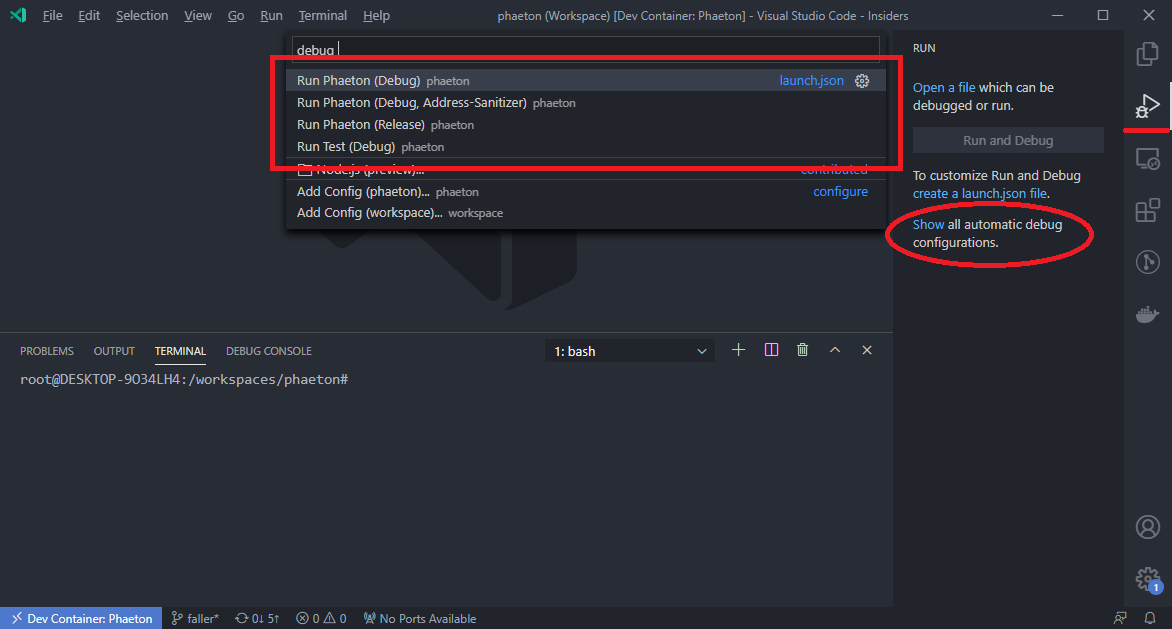 File Edit Selection View Go Run Terminal Help
phaeton (Workspace) [Dev Container: Phaeton] - Visual Studio Code - Insiders
debug
Run Phaeton (Debug) phaeton launch.json
Run Phaeton (Debug, Address-Sanitizer) phaeton
Run Phaeton (Release) phaeton
Run Test (Debug) phaeton
Node.js (preview)... contributed
Add Config (phaeton)... phaeton configure
Add Config (workspace)... workspace
RUN
Open a file which can be
debugged or run.
Run and Debug
To customize Run and Debug
create a launch.json file.
Show all automatic debug
configurations.
PROBLEMS OUTPUT TERMINAL DEBUG CONSOLE
1: bash
root@DESKTOP-9O34LH4:/workspaces/phaeton#
1
Dev Container: Phaeton faller* 0↓ 5↑ 0 0 No Ports Available